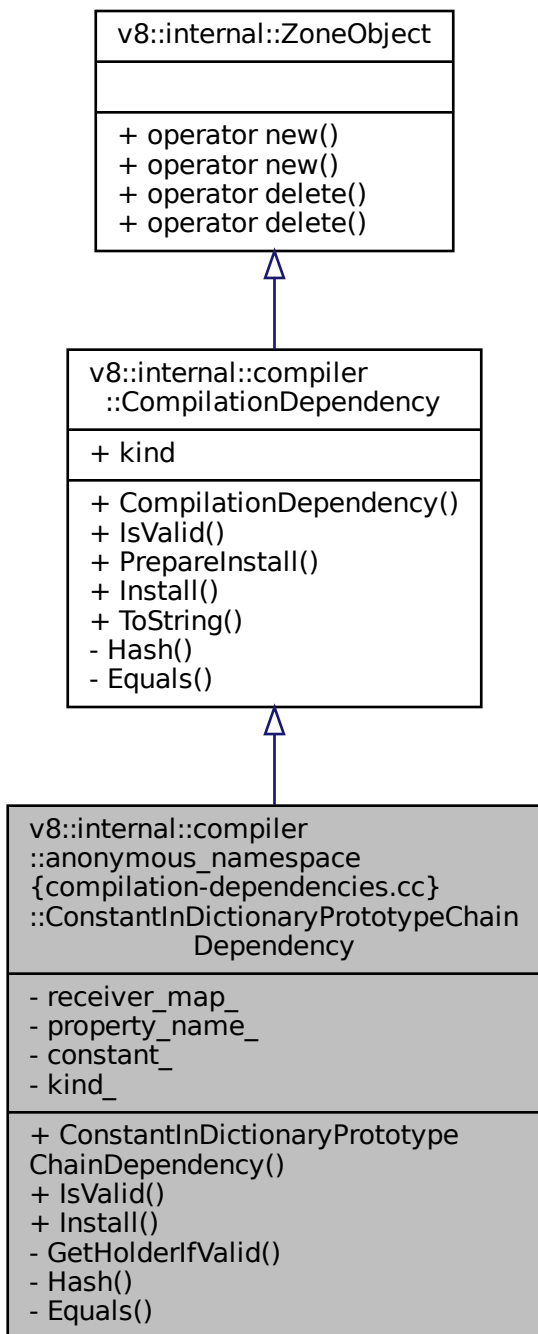 v8::internal::ZoneObject
+ operator new()
+ operator new()
+ operator delete()
+ operator delete()
v8::internal::compiler
::CompilationDependency
+ kind
+ CompilationDependency()
+ IsValid()
+ PrepareInstall()
+ Install()
+ ToString()
- Hash()
- Equals()
v8::internal::compiler
::anonymous_namespace
{compilation-dependencies.cc}
::ConstantInDictionaryPrototypeChain
Dependency
- receiver_map_
- property_name_
- constant_
- kind_
+ ConstantInDictionaryPrototype
ChainDependency()
+ IsValid()
+ Install()
- GetHolderIfValid()
- Hash()
- Equals()